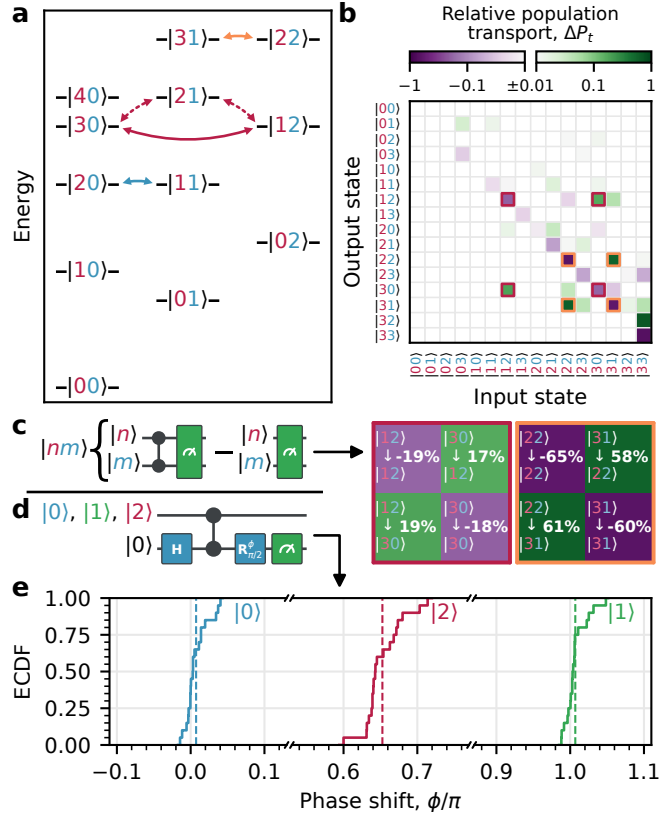 a
Energy
|31⟩ |22⟩
|40⟩ |21⟩
|30⟩ |12⟩
|20⟩ |11⟩
|02⟩
|10⟩
|01⟩
|00⟩
b
Relative population
transport, ΔPₜ
−1 −0.1 ±0.01 0.1 1
Output state
|00⟩
|01⟩
|02⟩
|03⟩
|10⟩
|11⟩
|12⟩
|13⟩
|20⟩
|21⟩
|22⟩
|23⟩
|30⟩
|31⟩
|32⟩
|33⟩
|00⟩ |01⟩ |02⟩ |03⟩ |10⟩ |11⟩ |12⟩ |13⟩ |20⟩ |21⟩ |22⟩ |23⟩ |30⟩ |31⟩ |32⟩ |33⟩
Input state
c
|nm⟩ { |n⟩ |m⟩ − |n⟩ |m⟩
|12⟩ ↓ -19% |12⟩
|30⟩ ↓ 17% |12⟩
|12⟩ ↓ 19% |30⟩
|30⟩ ↓ -18% |30⟩
|22⟩ ↓ -65% |22⟩
|31⟩ ↓ 58% |22⟩
|22⟩ ↓ 61% |31⟩
|31⟩ ↓ -60% |31⟩
d
|0⟩, |1⟩, |2⟩
|0⟩ H R^ϕ_π/2
e
ECDF
1.00
0.75
0.50
0.25
0.00
|0⟩ |2⟩ |1⟩
−0.1 0.0 0.1 0.6 0.7 0.9 1.0 1.1
Phase shift, ϕ/π